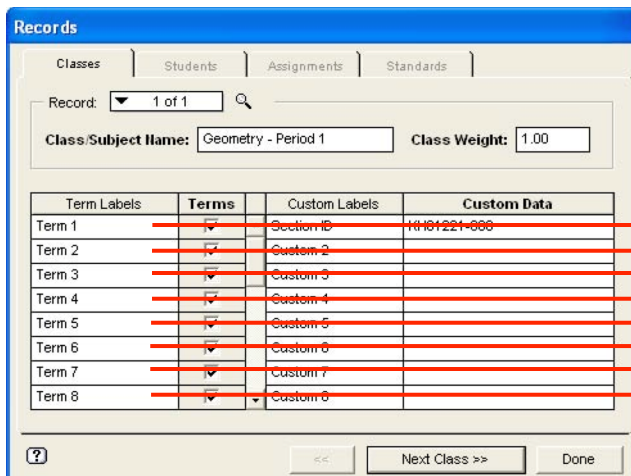 Records
Classes Students Assignments Standards
Record: 1 of 1
Class/Subject Name: Geometry - Period 1 Class Weight: 1.00
Term Labels Terms Custom Labels Custom Data
Term 1 Section ID
Term 2 Custom 2
Term 3 Custom 3
Term 4 Custom 4
Term 5 Custom 5
Term 6 Custom 6
Term 7 Custom 7
Term 8 Custom 8
? << Next Class >> Done